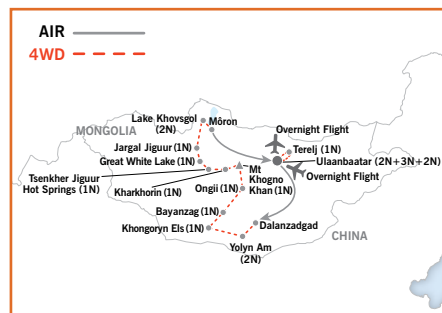 AIR
4WD
Lake Khovsgol
(2N)
Môron
MONGOLIA
Overnight Flight
Jargal Jiguur (1N)
Terelj (1N)
Great White Lake (1N)
Mt
Khogno
Khan (1N)
Ulaanbaatar (2N+3N+2N)
Tsenkher Jiguur
Hot Springs (1N)
Overnight Flight
Kharkhorin (1N)
Ongii (1N)
Bayanzag (1N)
Dalanzadgad
Khongoryn Els (1N)
CHINA
Yolyn Am
(2N)